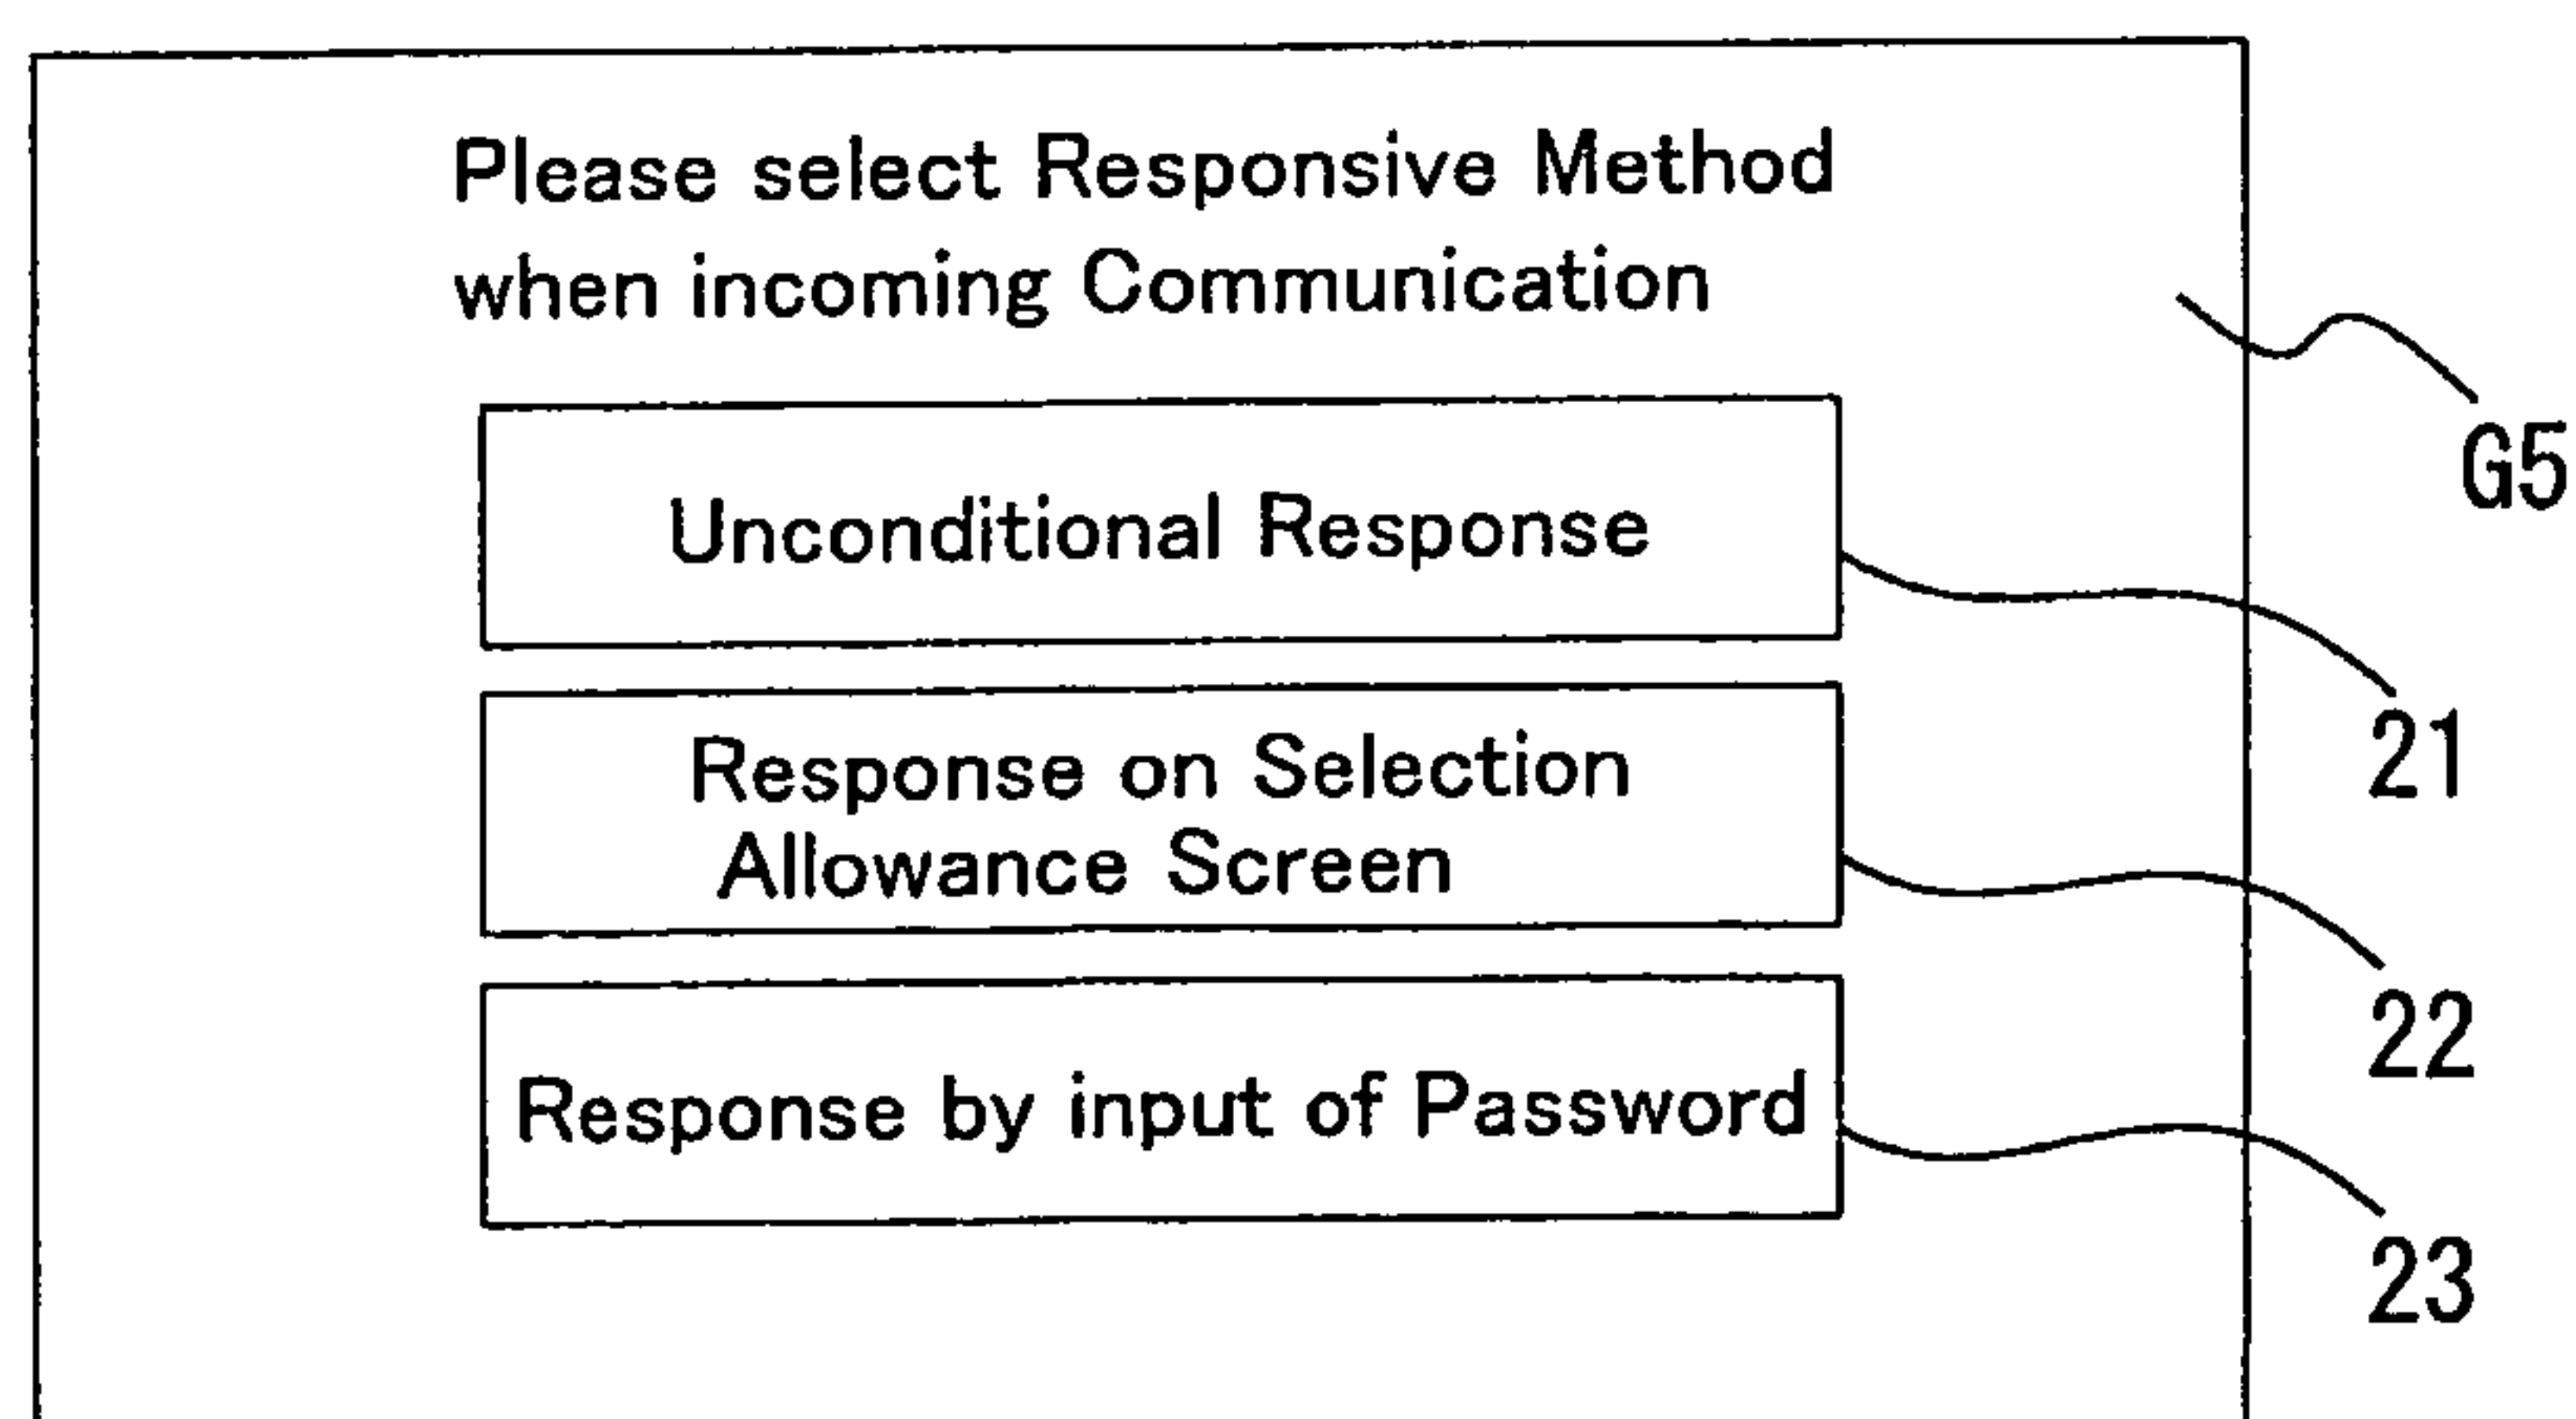 Please select Responsive Method
when incoming Communication
G5
Unconditional Response
21
Response on Selection
Allowance Screen
22
Response by input of Password
23